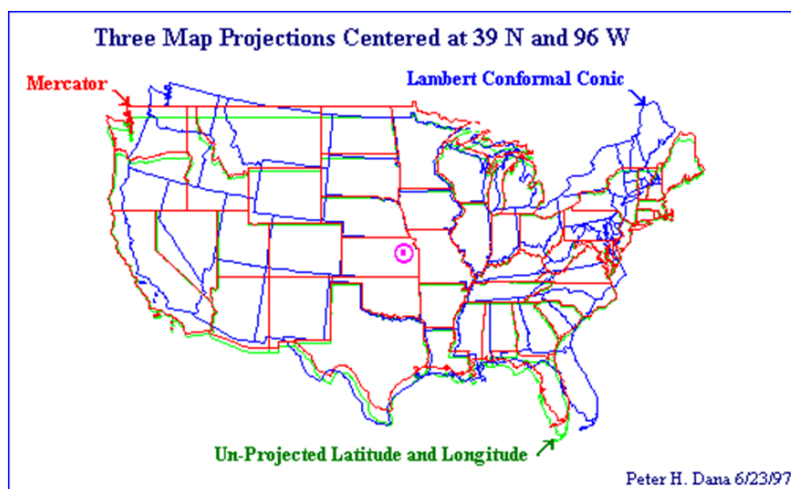 Three Map Projections Centered at 39 N and 96 W
Mercator
Lambert Conformal Conic
Un-Projected Latitude and Longitude
Peter H. Dana 6/23/97